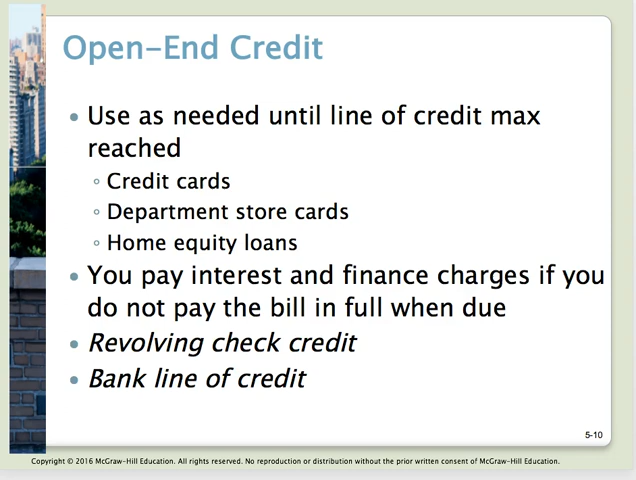 Open-End Credit
• Use as needed until line of credit max
reached
◦ Credit cards
◦ Department store cards
◦ Home equity loans
• You pay interest and finance charges if you
do not pay the bill in full when due
• Revolving check credit
• Bank line of credit
5-10
Copyright © 2016 McGraw-Hill Education. All rights reserved. No reproduction or distribution without the prior written consent of McGraw-Hill Education.